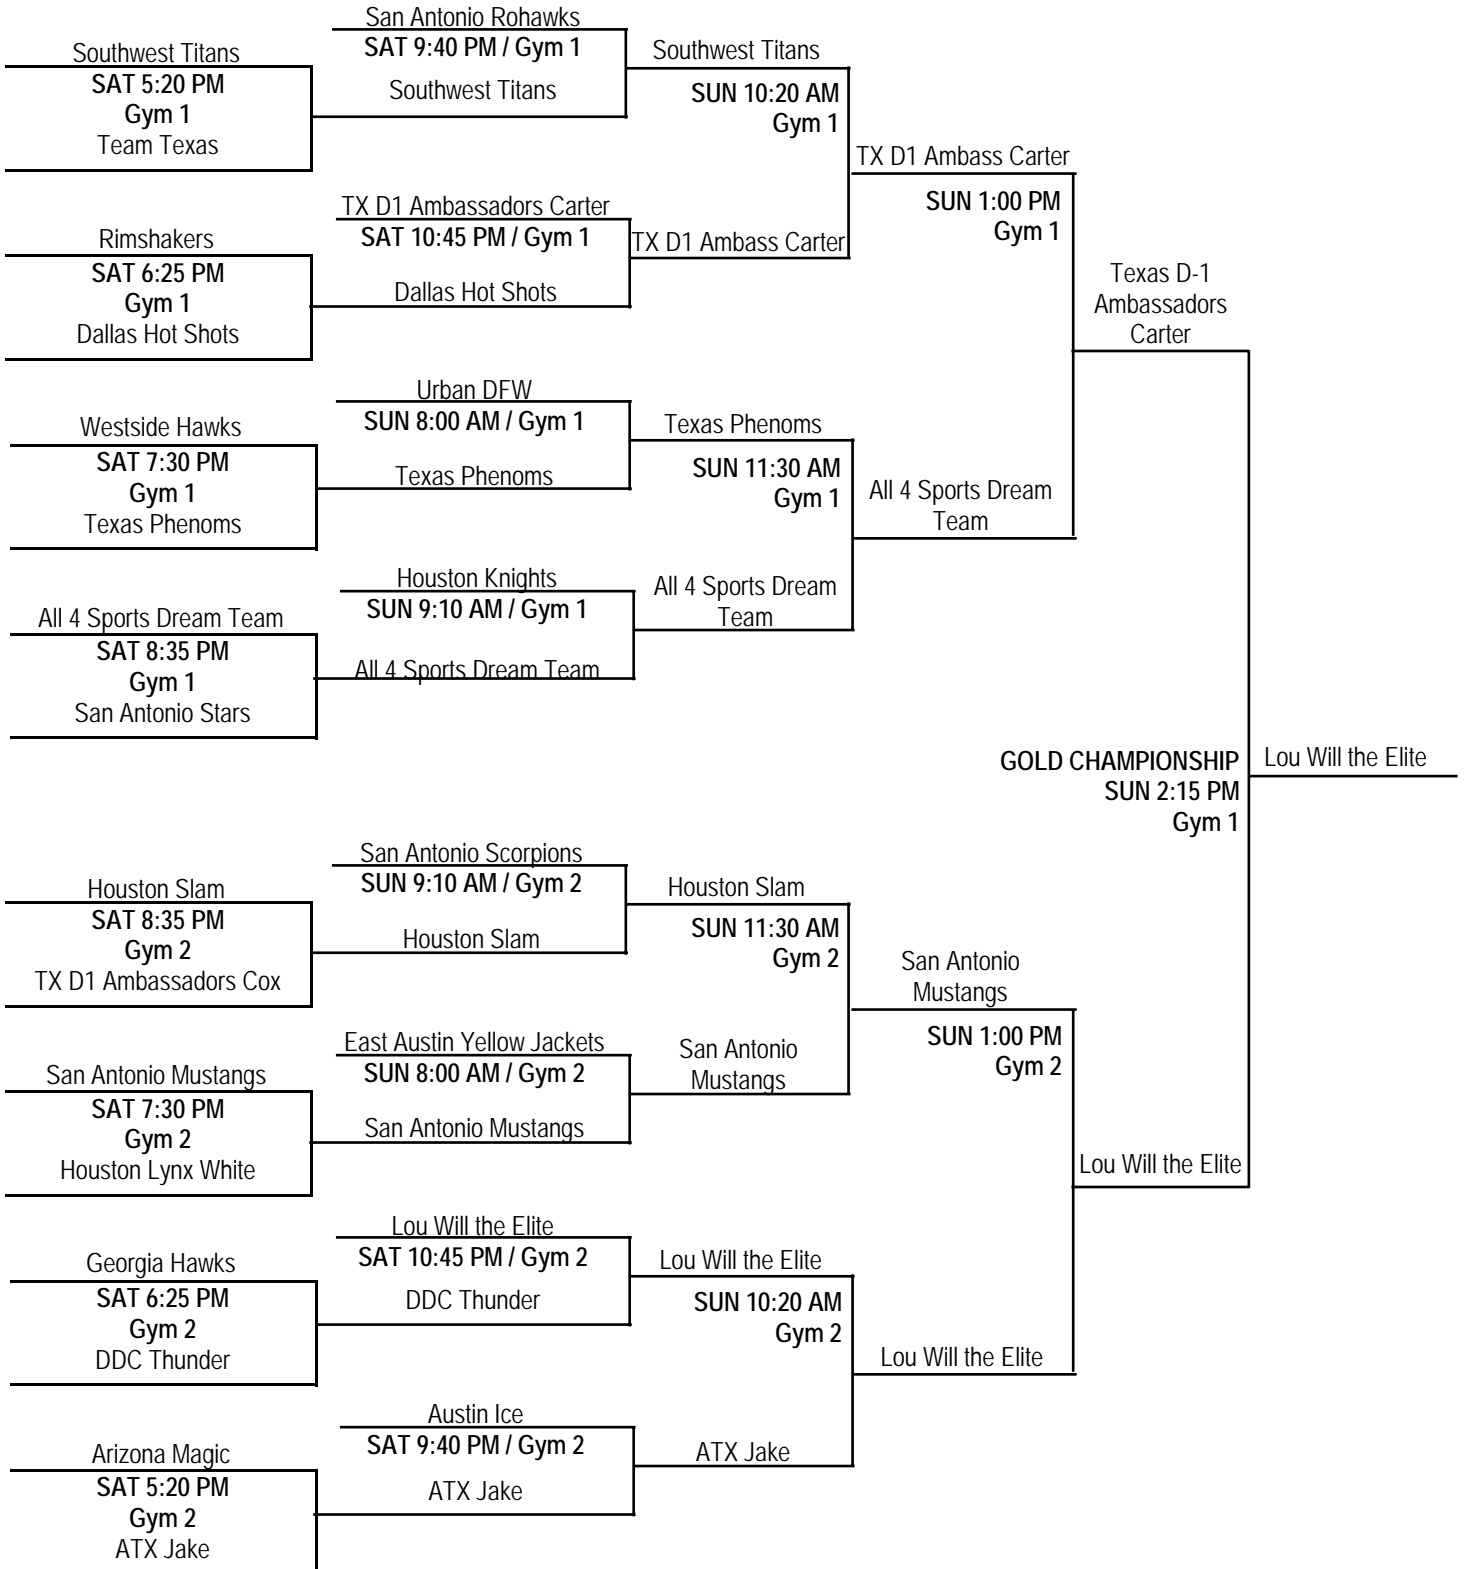 San Antonio Rohawks
Southwest Titans
SAT 9:40 PM / Gym 1
Southwest Titans
SAT 5:20 PM
Southwest Titans
SUN 10:20 AM
Gym 1
Gym 1
Team Texas
TX D1 Ambass Carter
TX D1 Ambassadors Carter
SUN 1:00 PM
Rimshakers
SAT 10:45 PM / Gym 1
TX D1 Ambass Carter
Gym 1
SAT 6:25 PM
Texas D-1
Gym 1
Dallas Hot Shots
Ambassadors
Dallas Hot Shots
Carter
Urban DFW
Westside Hawks
SUN 8:00 AM / Gym 1
Texas Phenoms
SAT 7:30 PM
Texas Phenoms
SUN 11:30 AM
Gym 1
Gym 1
All 4 Sports Dream
Texas Phenoms
Team
Houston Knights
All 4 Sports Dream
All 4 Sports Dream Team
SUN 9:10 AM / Gym 1
Team
SAT 8:35 PM
All 4 Sports Dream Team
Gym 1
San Antonio Stars
GOLD CHAMPIONSHIP
Lou Will the Elite
SUN 2:15 PM
Gym 1
San Antonio Scorpions
Houston Slam
SUN 9:10 AM / Gym 2
Houston Slam
SAT 8:35 PM
SUN 11:30 AM
Gym 2
Houston Slam
Gym 2
San Antonio
TX D1 Ambassadors Cox
Mustangs
East Austin Yellow Jackets
San Antonio
SUN 1:00 PM
San Antonio Mustangs
SUN 8:00 AM / Gym 2
Mustangs
Gym 2
SAT 7:30 PM
Gym 2
San Antonio Mustangs
Houston Lynx White
Lou Will the Elite
Lou Will the Elite
Georgia Hawks
SAT 10:45 PM / Gym 2
Lou Will the Elite
SAT 6:25 PM
DDC Thunder
SUN 10:20 AM
Gym 2
Gym 2
DDC Thunder
Lou Will the Elite
Austin Ice
Arizona Magic
SAT 9:40 PM / Gym 2
ATX Jake
SAT 5:20 PM
ATX Jake
Gym 2
ATX Jake